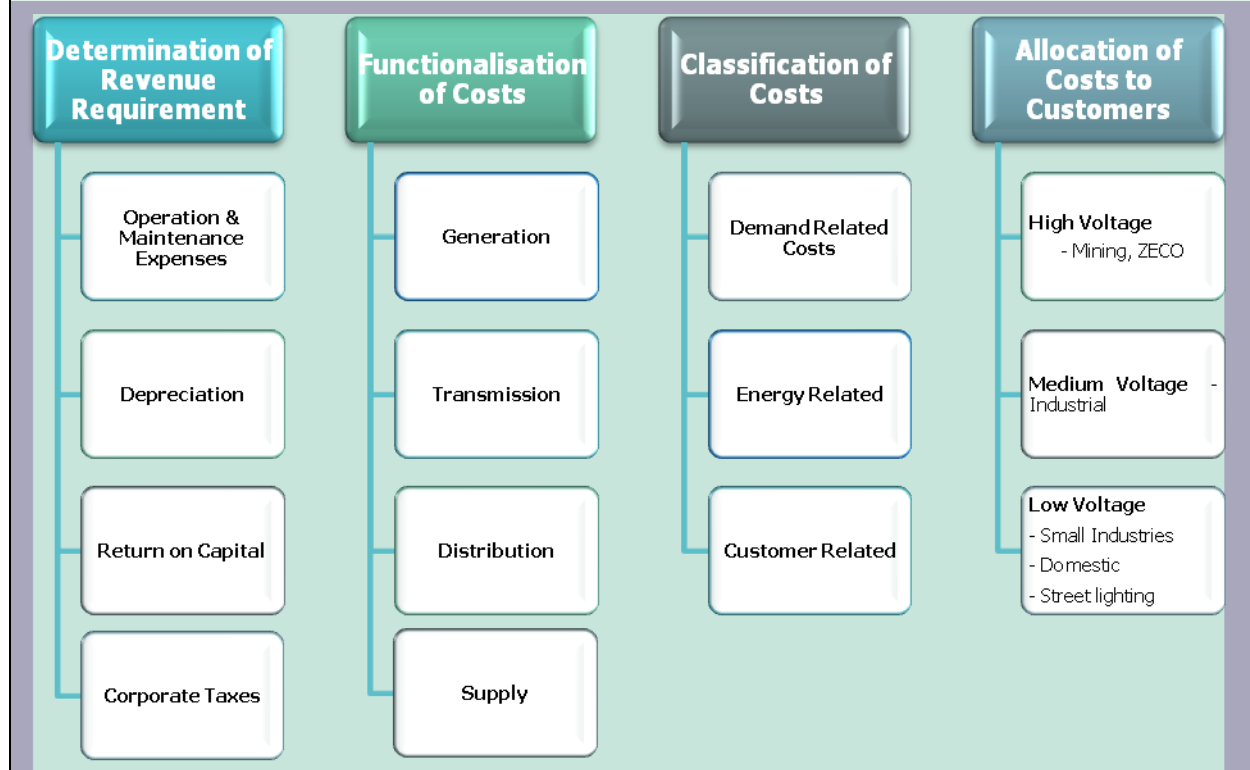 Determination of
Revenue
Requirement
Operation &
Maintenance
Expenses
Depreciation
Return on Capital
Corporate Taxes
Functionalisation
of Costs
Generation
Transmission
Distribution
Supply
Classification of
Costs
Demand Related
Costs
Energy Related
Customer Related
Allocation of
Costs to
Customers
High Voltage
- Mining, ZECO
Medium Voltage -
Industrial
Low Voltage
- Small Industries
- Domestic
- Street lighting